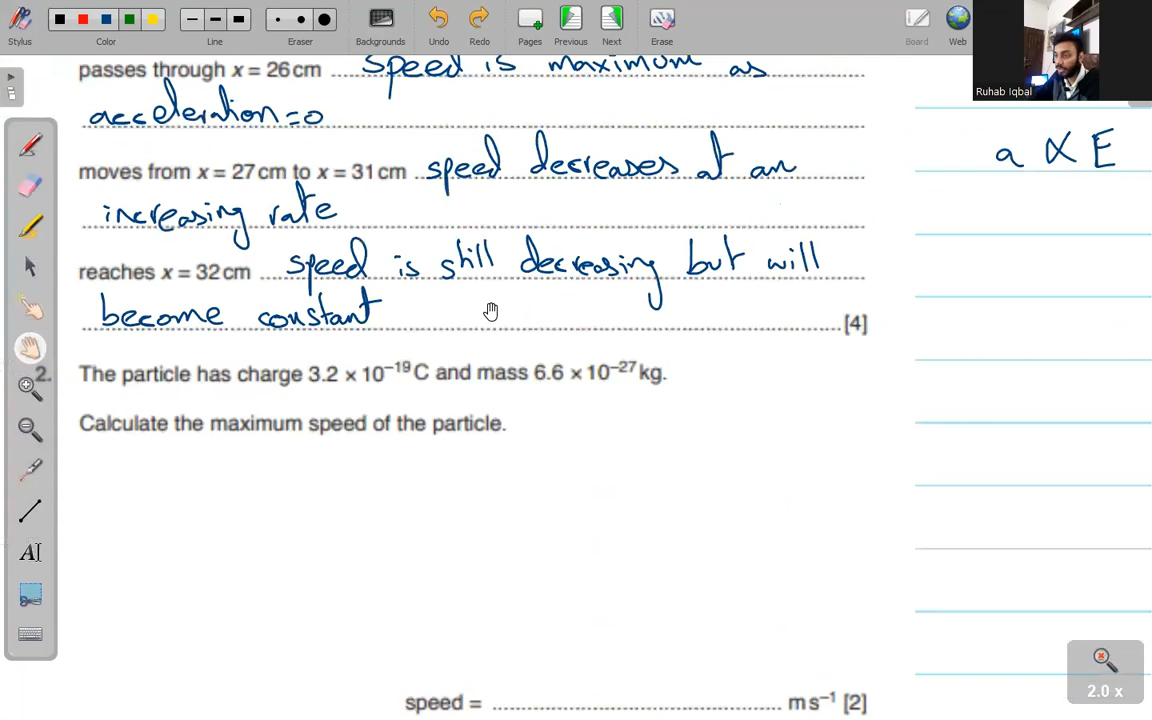 Stylus
Color
Line
Eraser
Backgrounds
Undo
Redo
Pages
Previous
Next
Erase
Board
Web
Ruhab Iqbal
passes through x = 26 cm speed is maximum as
acceleration = 0
moves from x = 27 cm to x = 31 cm speed decreases at an
increasing rate
reaches x = 32 cm speed is still decreasing but will
become constant [4]
a ∝ E
2. The particle has charge 3.2 × 10⁻¹⁹ C and mass 6.6 × 10⁻²⁷ kg.
Calculate the maximum speed of the particle.
speed = ............ m s⁻¹ [2]
AI
2.0 x